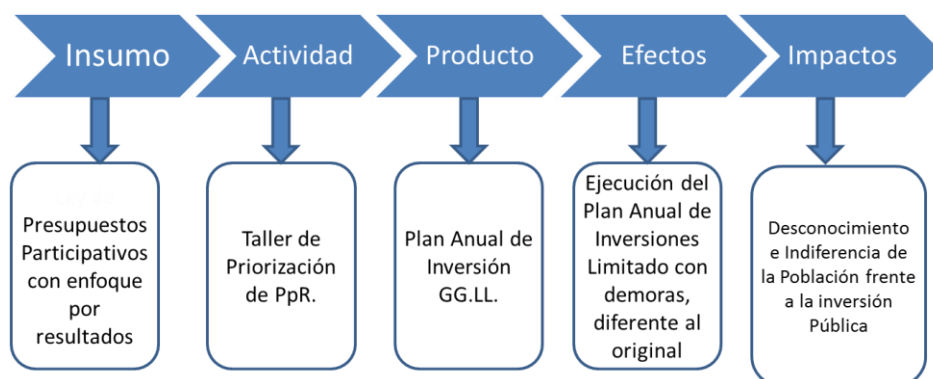 Insumo
Actividad
Producto
Efectos
Impactos
Presupuestos
Participativos
con enfoque
por
resultados
Taller de
Priorización
de PpR.
Plan Anual de
Inversión
GG.LL.
Ejecución del
Plan Anual de
Inversiones
Limitado con
demoras,
diferente al
original
Desconocimiento
e Indiferencia de
la Población frente
a la inversión
Pública